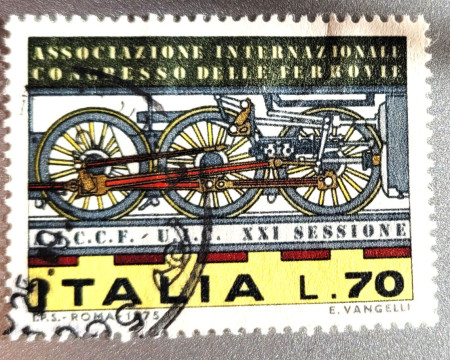 ASSOCIAZIONE INTERNAZIONALE
CONGRESSO DELLE FERROVIE
U.I.C. XXI SESSIONE
ITALIA L.70
I.P.S.-ROMA-1975 E. VANGELLI